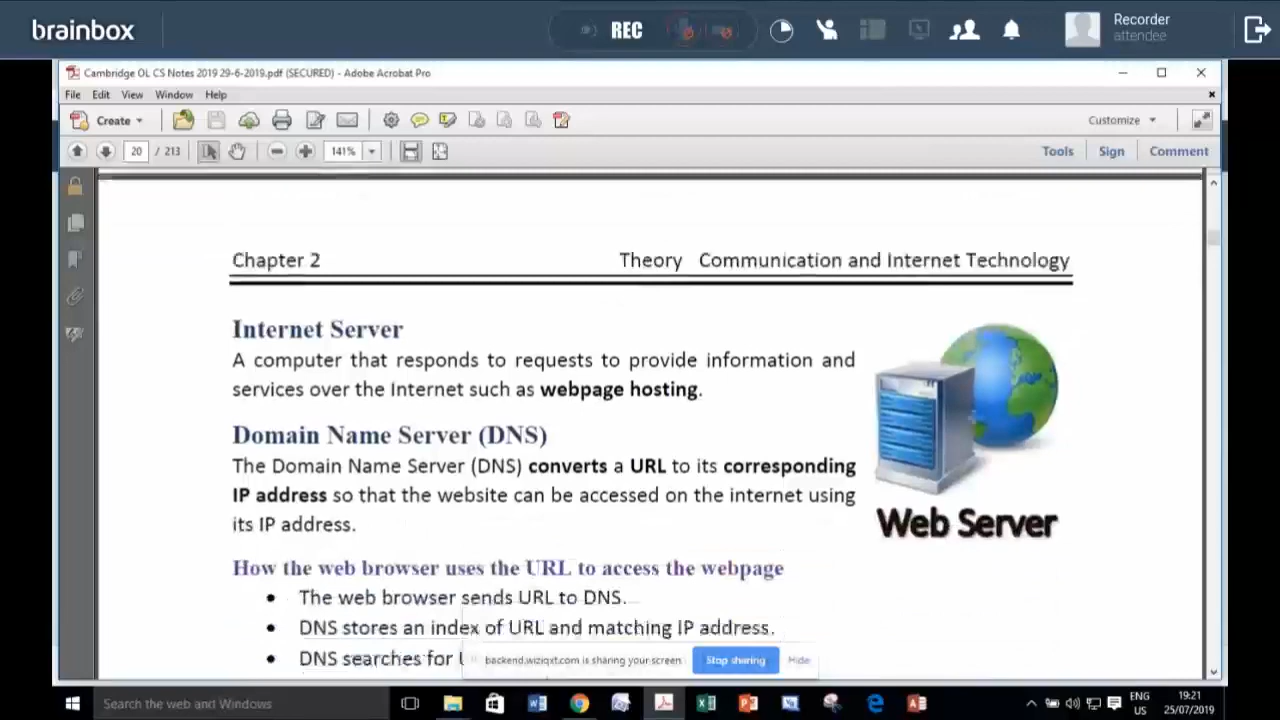 brainbox
REC
Recorder
attendee
Cambridge OL CS Notes 2019 29-6-2019.pdf (SECURED) - Adobe Acrobat Pro
File Edit View Window Help
Create
Customize
20 / 213
141%
Tools Sign Comment
Chapter 2 Theory Communication and Internet Technology
Internet Server
A computer that responds to requests to provide information and
services over the Internet such as webpage hosting.
Domain Name Server (DNS)
The Domain Name Server (DNS) converts a URL to its corresponding
IP address so that the website can be accessed on the internet using
its IP address.
Web Server
How the web browser uses the URL to access the webpage
• The web browser sends URL to DNS.
• DNS stores an index of URL and matching IP address.
• DNS searches for
backend.wiziqxt.com is sharing your screen
Stop sharing
Hide
Search the web and Windows
ENG
US
19:21
25/07/2019